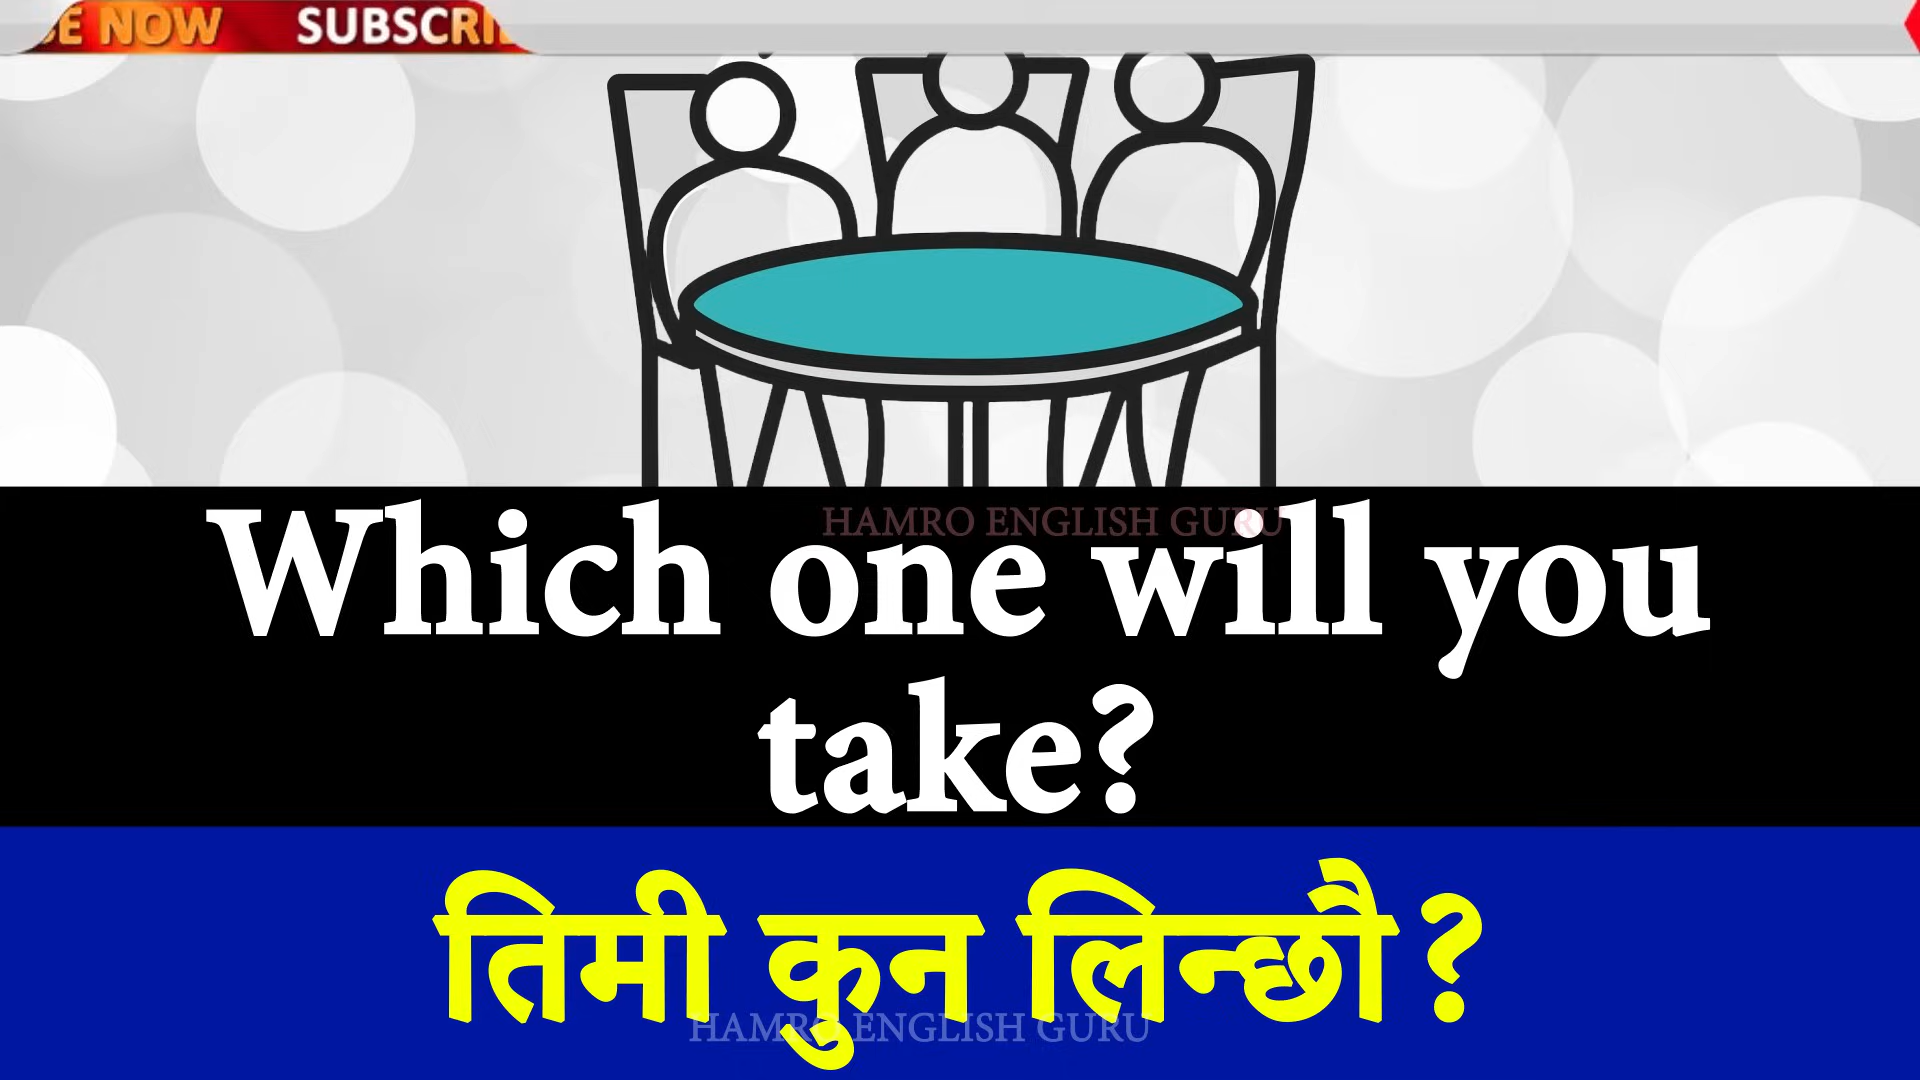 E NOW SUBSCRI
HAMRO ENGLISH GURU
Which one will you
take?
तिमी कुन लिन्छौ?
HAMRO ENGLISH GURU